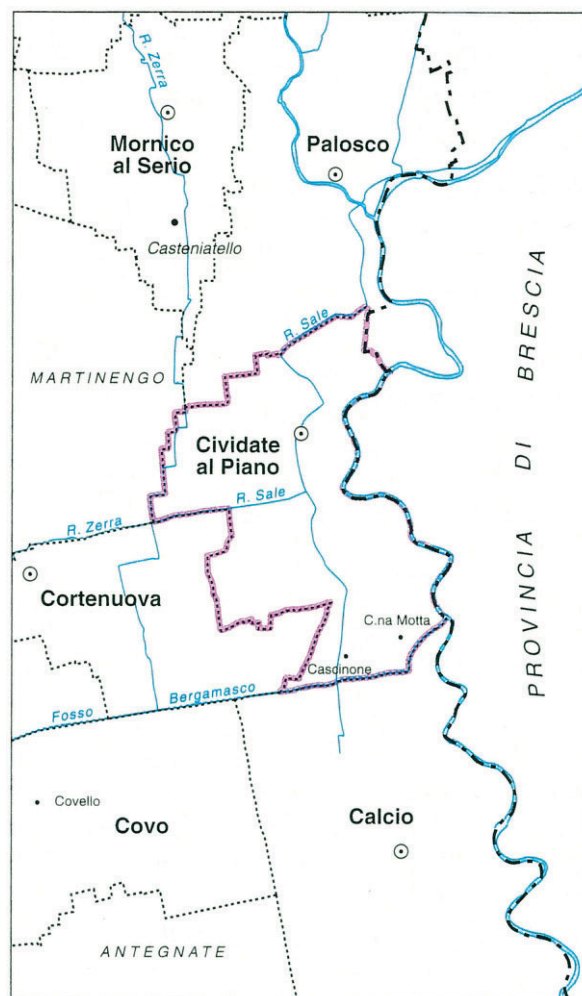 R. Zerra
Mornico
al Serio
Palosco
Casteniatello
R. Sale
MARTINENGO
PROVINCIA DI BRESCIA
Cividate
al Piano
R. Sale
R. Zerra
Cortenuova
C.na Motta
Cascinone
Bergamasco
Fosso
Covello
Covo
Calcio
ANTEGNATE